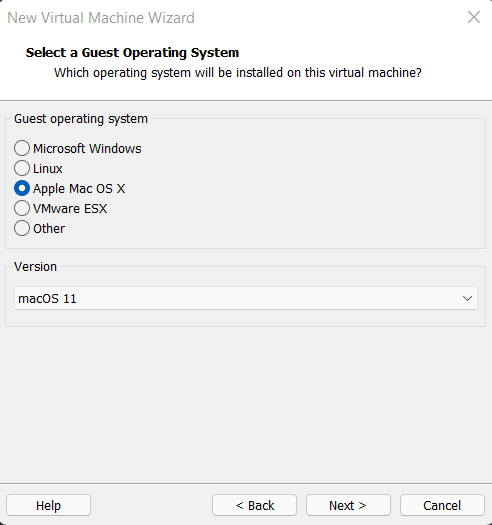 New Virtual Machine Wizard
Select a Guest Operating System
Which operating system will be installed on this virtual machine?
Guest operating system
Microsoft Windows
Linux
Apple Mac OS X
VMware ESX
Other
Version
macOS 11
Help
< Back
Next >
Cancel